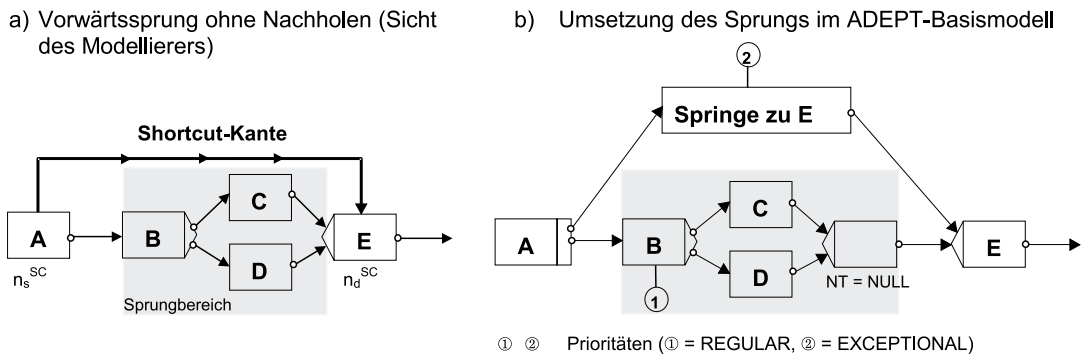 a) Vorwärtssprung ohne Nachholen (Sicht
des Modellierers)
Shortcut-Kante
A
B
C
D
E
n_s^SC
n_d^SC
Sprungbereich
b) Umsetzung des Sprungs im ADEPT-Basismodell
②
Springe zu E
A
B
C
D
E
①
NT = NULL
① ② Prioritäten (① = REGULAR, ② = EXCEPTIONAL)